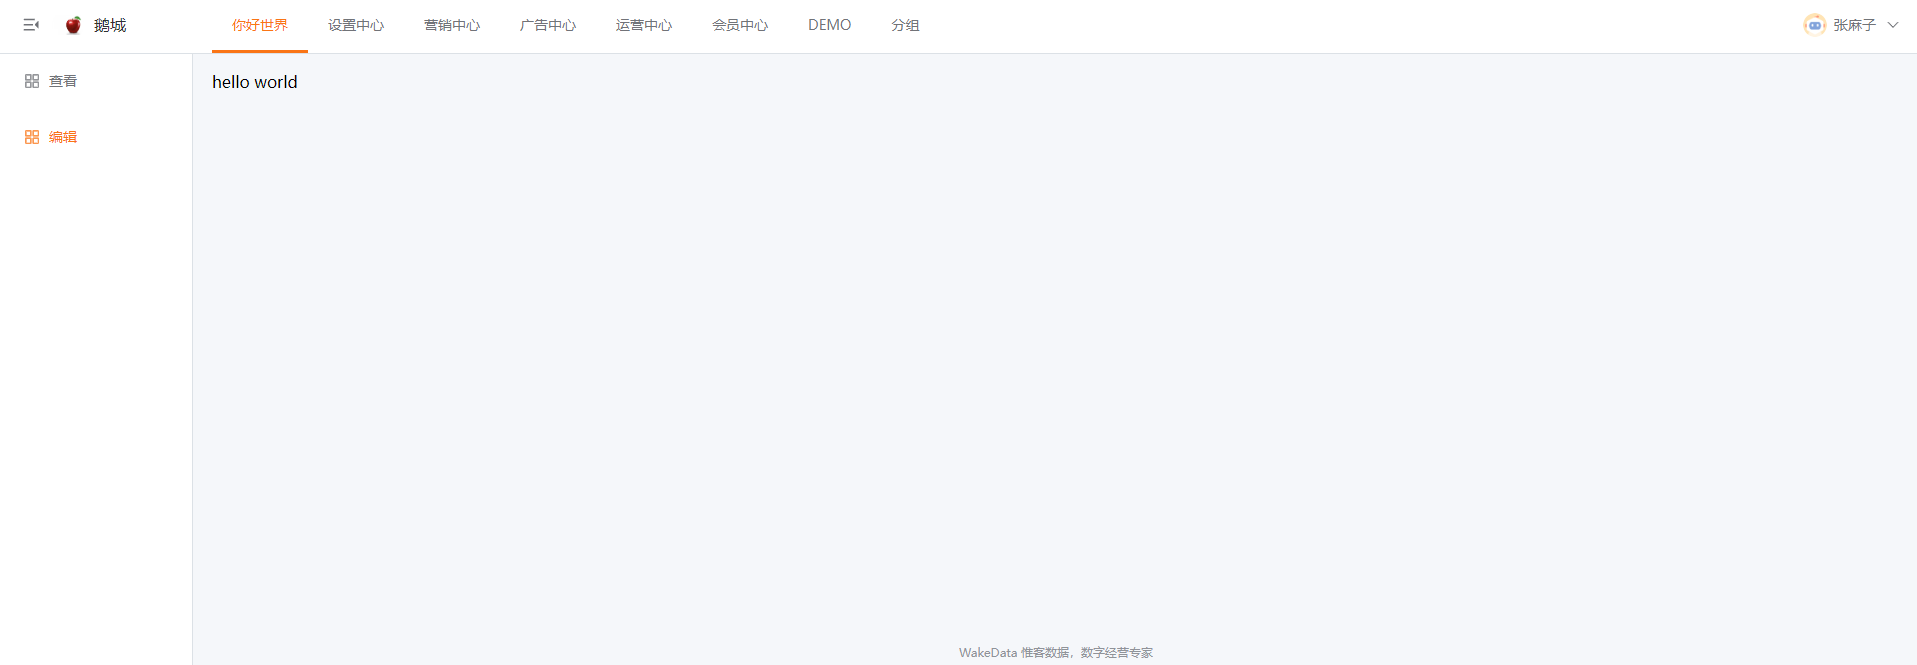 鹅城 你好世界 设置中心 营销中心 广告中心 运营中心 会员中心 DEMO 分组 张麻子
查看
hello world
编辑
WakeData 惟客数据，数字经营专家